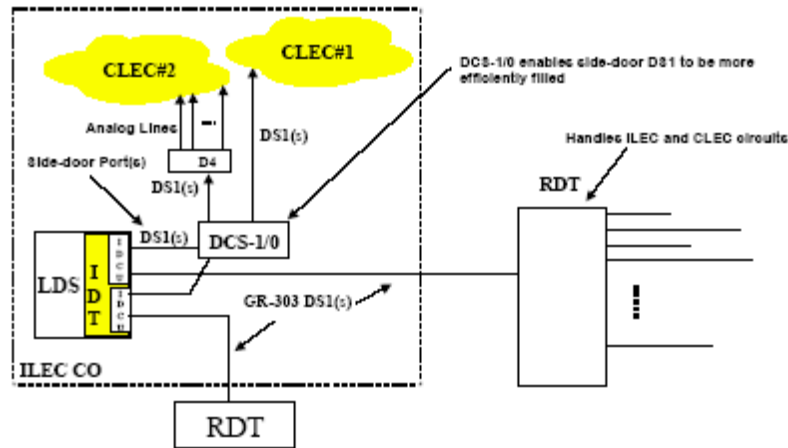 CLEC#1
CLEC#2
DCS-1/0 enables side-door DS1 to be more
efficiently filled
Analog Lines
DS1(s)
Handles ILEC and CLEC circuits
Side-door Port(s)
D4
RDT
DS1(s)
DS1(s)
DCS-1/0
LDS
IDT
IDCU
IDCU
GR-303 DS1(s)
ILEC CO
RDT